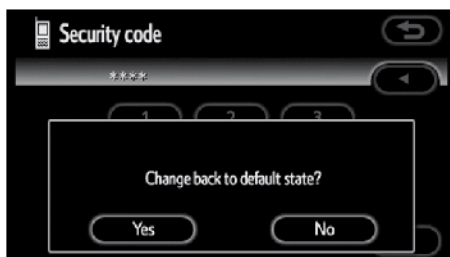 Security code
****
1 2 3
Change back to default state?
Yes No